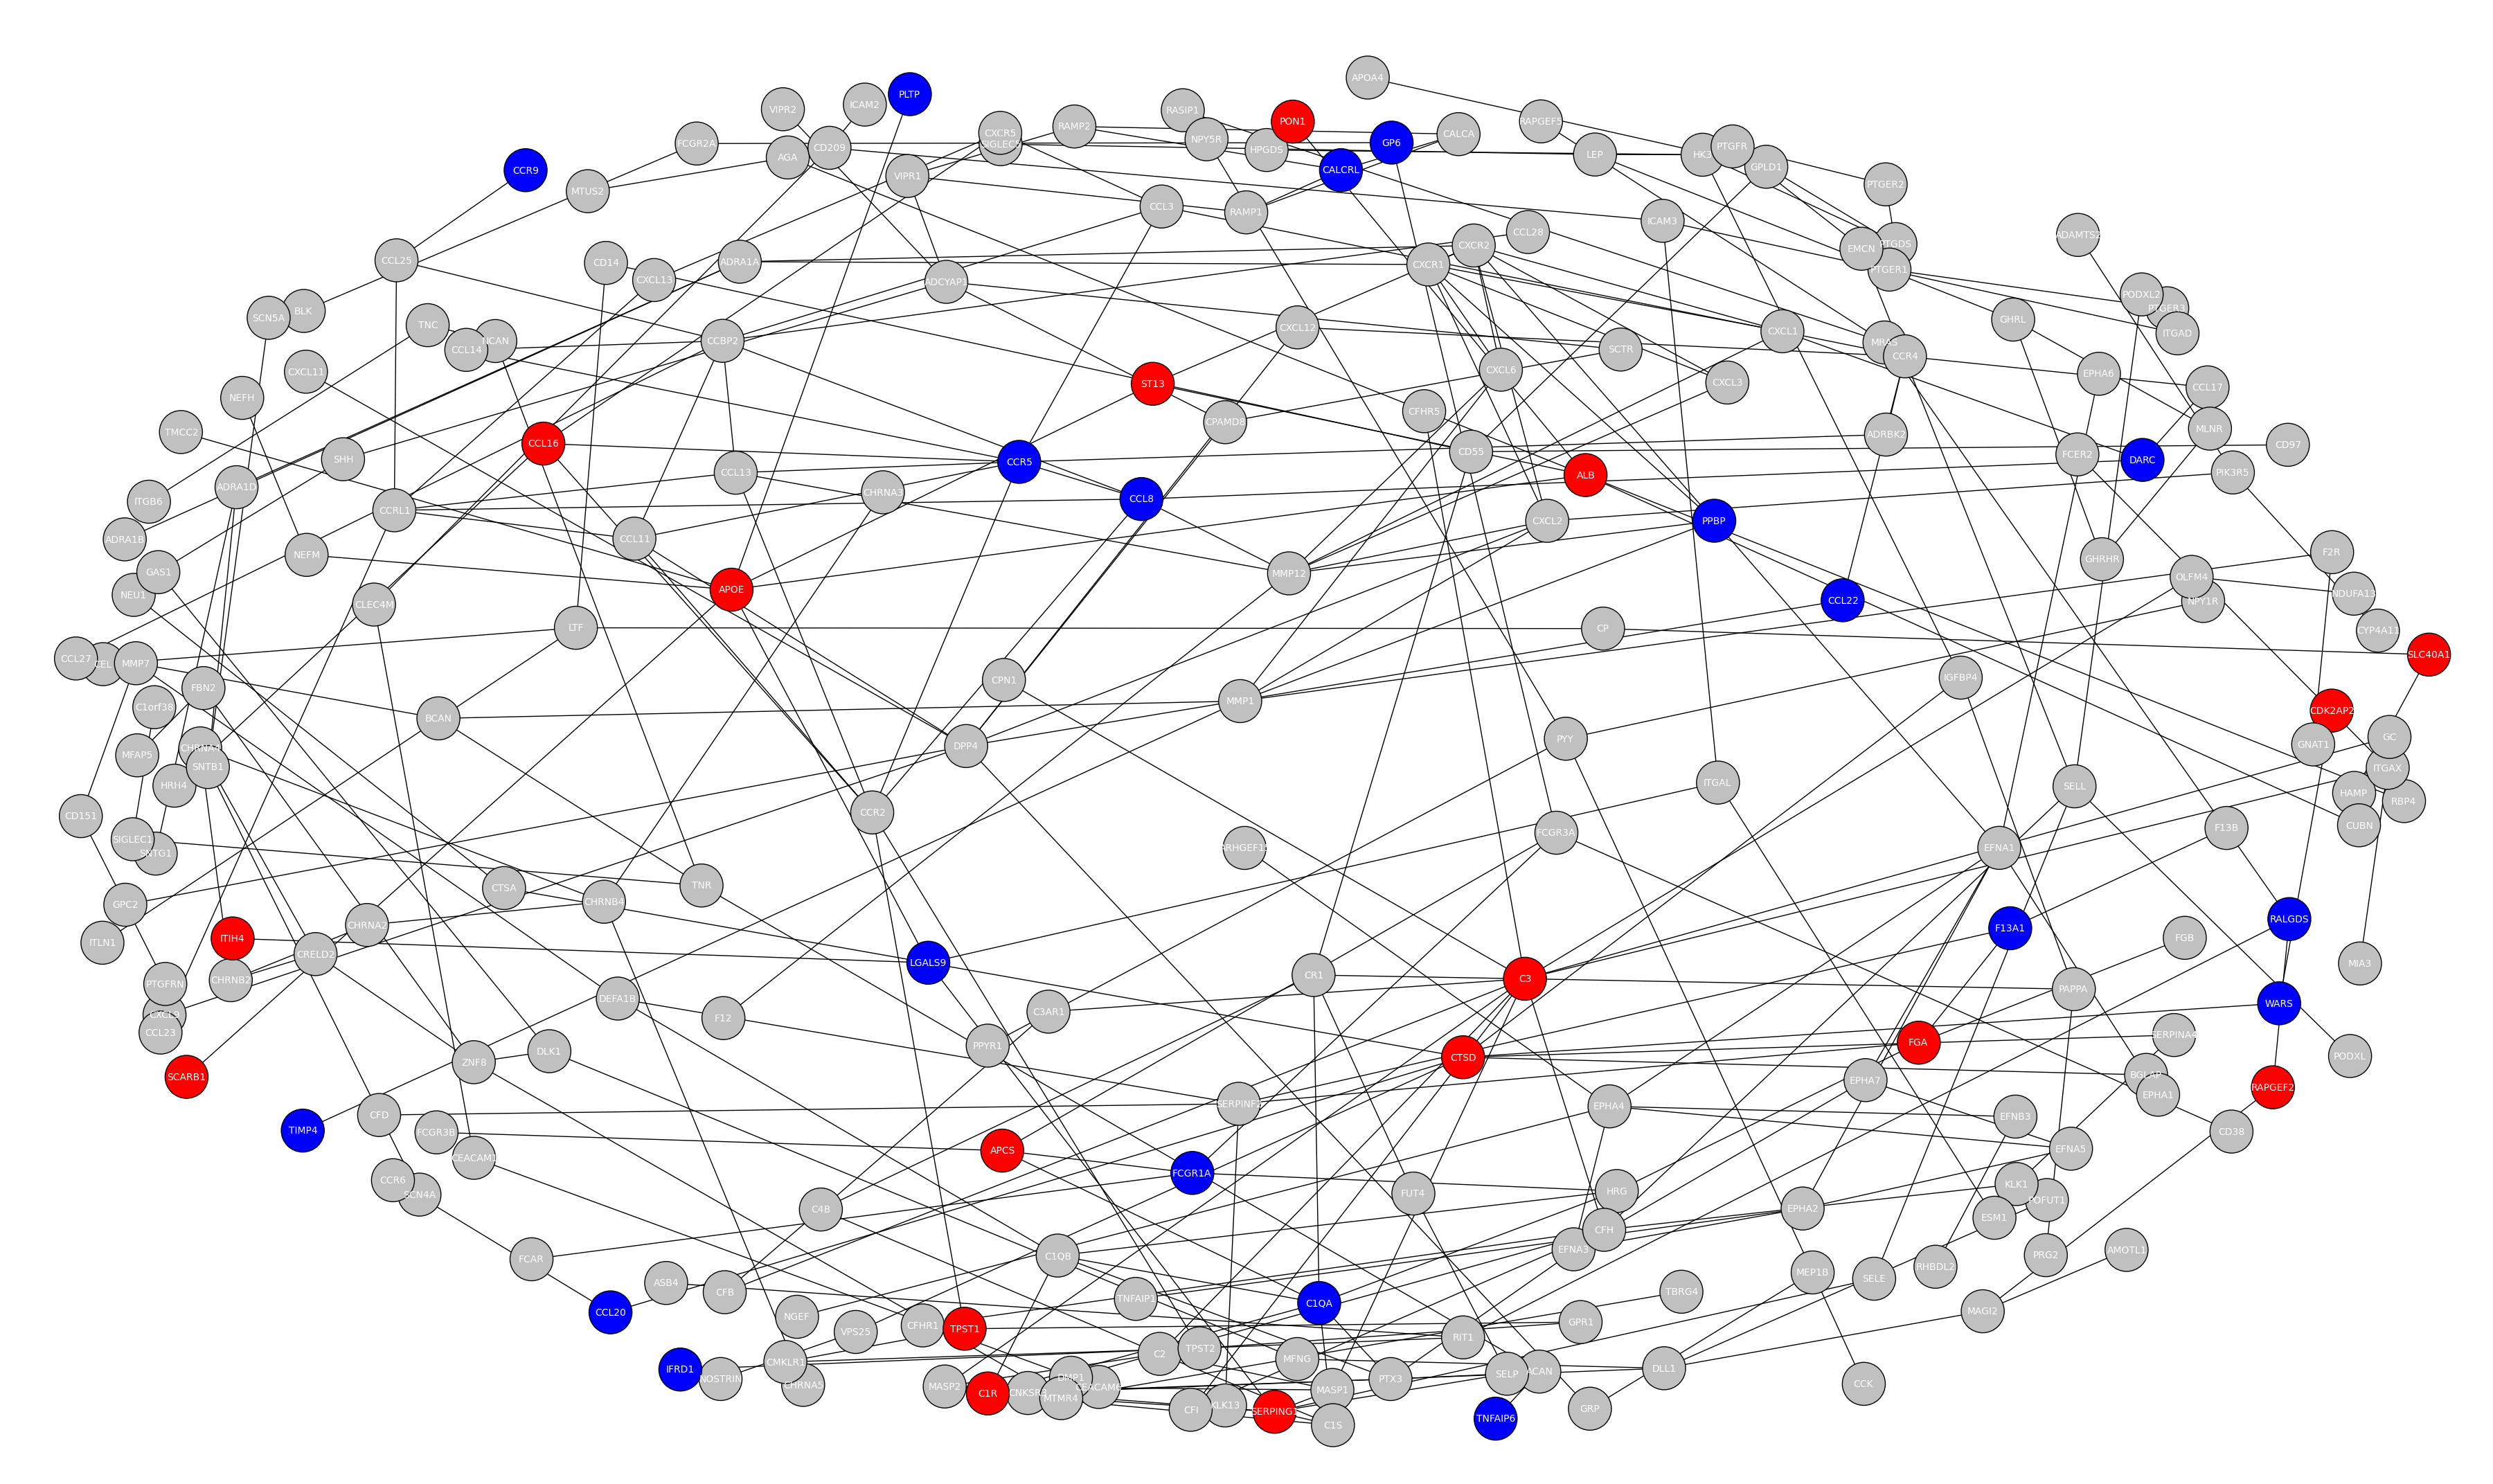 APOA4
PLTP
ICAM2
VIPR2
RASIP1
PON1
RAPGEF5
RAMP2
CXCR5
CALCA
NPY5R
GP6
FCGR2A
CD209
PTGFR
HPGDS
LEP
HK3
AGA
GPLD1
CCR9
CALCRL
VIPR1
PTGER2
MTUS2
CCL3
RAMP1
ICAM3
CCL28
ADAMTS2
PTGDS
CXCR2
EMCN
CCL25
ADRA1A
CD14
CXCR1
PTGER1
CXCL13
ADCYAP1
PODXL2
PTGER3
BLK
SCN5A
GHRL
TNC
CXCL12
CXCL1
ITGAD
NCAN
CCBP2
MRAS
CCL14
SCTR
CCR4
CXCL6
CXCL11
EPHA6
CXCL3
ST13
CCL17
NEFH
CFHR5
CPAMD8
MLNR
TMCC2
ADRBK2
CCL16
CD97
CD55
FCER2
SHH
DARC
CCR5
CCL13
PIK3R5
ALB
ADRA1D
CHRNA3
CCL8
ITGB6
CCRL1
CXCL2
PPBP
ADRA1B
CCL11
F2R
NEFM
GHRHR
GAS1
MMP12
OLFM4
APOE
NEU1
NDUFA13
CCL22
NPY1R
CLEC4M
LTF
CP
CYP4A11
SLC40A1
CCL27
CEL
MMP7
IGFBP4
CPN1
FBN2
MMP1
C1orf38
CDK2AP2
BCAN
GC
PYY
GNAT1
DPP4
CHRNA4
MFAP5
SNTB1
ITGAX
ITGAL
HRH4
SELL
HAMP
RBP4
CCR2
CD151
CUBN
F13B
FCGR3A
SIGLEC1
ARHGEF15
EFNA1
SNTG1
TNR
CTSA
CHRNB4
GPC2
RALGDS
CHRNA2
F13A1
ITIH4
FGB
ITLN1
CRELD2
LGALS9
MIA3
CR1
C3
CHRNB2
PTGFRN
PAPPA
DEFA1B
WARS
C3AR1
CXCL9
F12
CCL23
SERPINA4
FGA
PPYR1
DLK1
PODXL
CTSD
ZNF8
SCARB1
BGLAP
EPHA7
RAPGEF2
EPHA1
SERPINF2
EPHA4
CFD
EFNB3
TIMP4
FCGR3B
CD38
EFNA5
APCS
CEACAM1
FCGR1A
CCR6
KLK1
HRG
FUT4
SCN4A
POFUT1
EPHA2
C4B
ESM1
CFH
EFNA3
AMOTL1
C1QB
PRG2
FCAR
RHBDL2
MEP1B
SELE
ASB4
CFB
TBRG4
TNFAIP1
C1QA
CCL20
MAGI2
NGEF
GPR1
CFHR1
TPST1
VPS25
RIT1
TPST2
C2
MFNG
CMKLR1
DLL1
IFRD1
ACAN
SELP
DMP1
NOSTRIN
PTX3
CCK
CHRNA5
MASP2
CEACAM6
MASP1
C1R
CNKSR3
MTMR4
KLK13
GRP
CFI
SERPING1
TNFAIP6
C1S